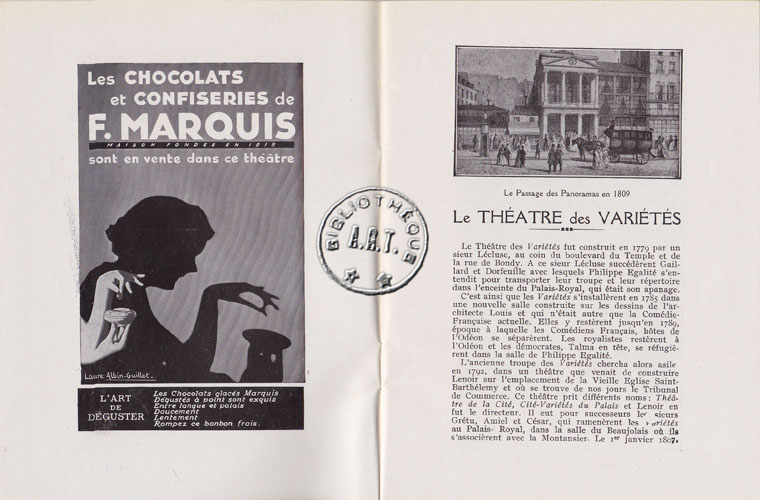 Les CHOCOLATS
et CONFISERIES de
F. MARQUIS
MAISON FONDÉE EN 1818
sont en vente dans ce théâtre
Laure Albin-Guillot
L'ART
DE
DÉGUSTER
Les Chocolats glacés Marquis
Dégustés à point sont exquis
Entre langue et palais
Doucement
Lentement
Rompez ce bonbon frais.
BIBLIOTHÈQUE
A.R.T.
Le Passage des Panoramas en 1809
Le THÉATRE des VARIÉTÉS
Le Théâtre des Variétés fut construit en 1779 par un
sieur Lécluse, au coin du boulevard du Temple et de
la rue de Bondy. A ce sieur Lécluse succédèrent Gail-
lard et Dorfeuille avec lesquels Philippe Egalité s'en-
tendit pour transporter leur troupe et leur répertoire
dans l'enceinte du Palais-Royal, qui était son apanage.
C'est ainsi que les Variétés s'installèrent en 1785 dans
une nouvelle salle construite sur les dessins de l'ar-
chitecte Louis et qui n'était autre que la Comédie-
Française actuelle. Elles y restèrent jusqu'en 1789,
époque à laquelle les Comédiens Français, hôtes de
l'Odéon se séparèrent. Les royalistes restèrent à
l'Odéon et les démocrates, Talma en tête, se réfugiè-
rent dans la salle de Philippe Egalité.
L'ancienne troupe des Variétés chercha alors asile
en 1792, dans un théâtre que venait de construire
Lenoir sur l'emplacement de la Vieille Eglise Saint-
Barthélemy et où se trouve de nos jours le Tribunal
de Commerce. Ce théâtre prit différents noms : Théâ-
tre de la Cité, Cité-Variétés du Palais et Lenoir en
fut le directeur. Il eut pour successeurs les sieurs
Grétu, Amiel et César, qui ramenèrent les Variétés
au Palais-Royal, dans la salle du Beaujolais où ils
s'associèrent avec la Montansier. Le 1er janvier 1807,